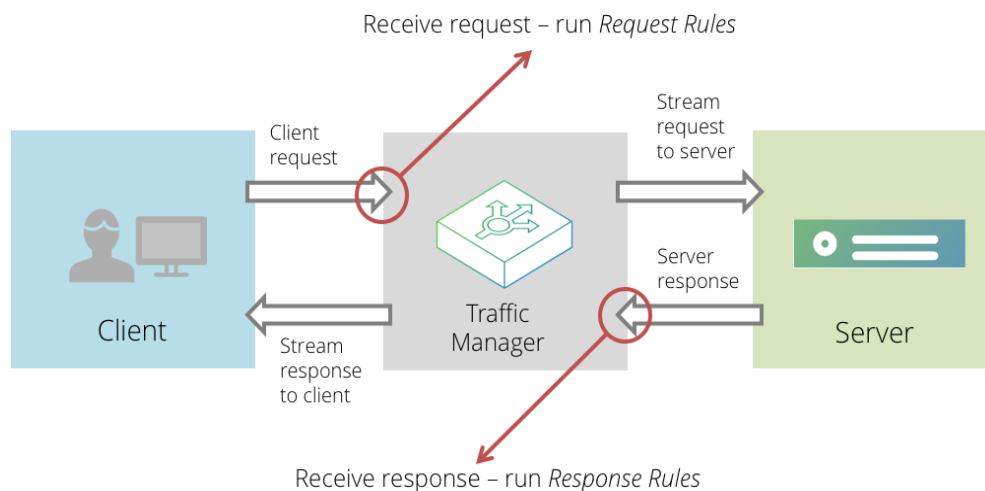 Receive request – run Request Rules
Client
request
Stream
request
to server
Server
response
Client
Traffic
Manager
Server
Stream
response
to client
Receive response – run Response Rules